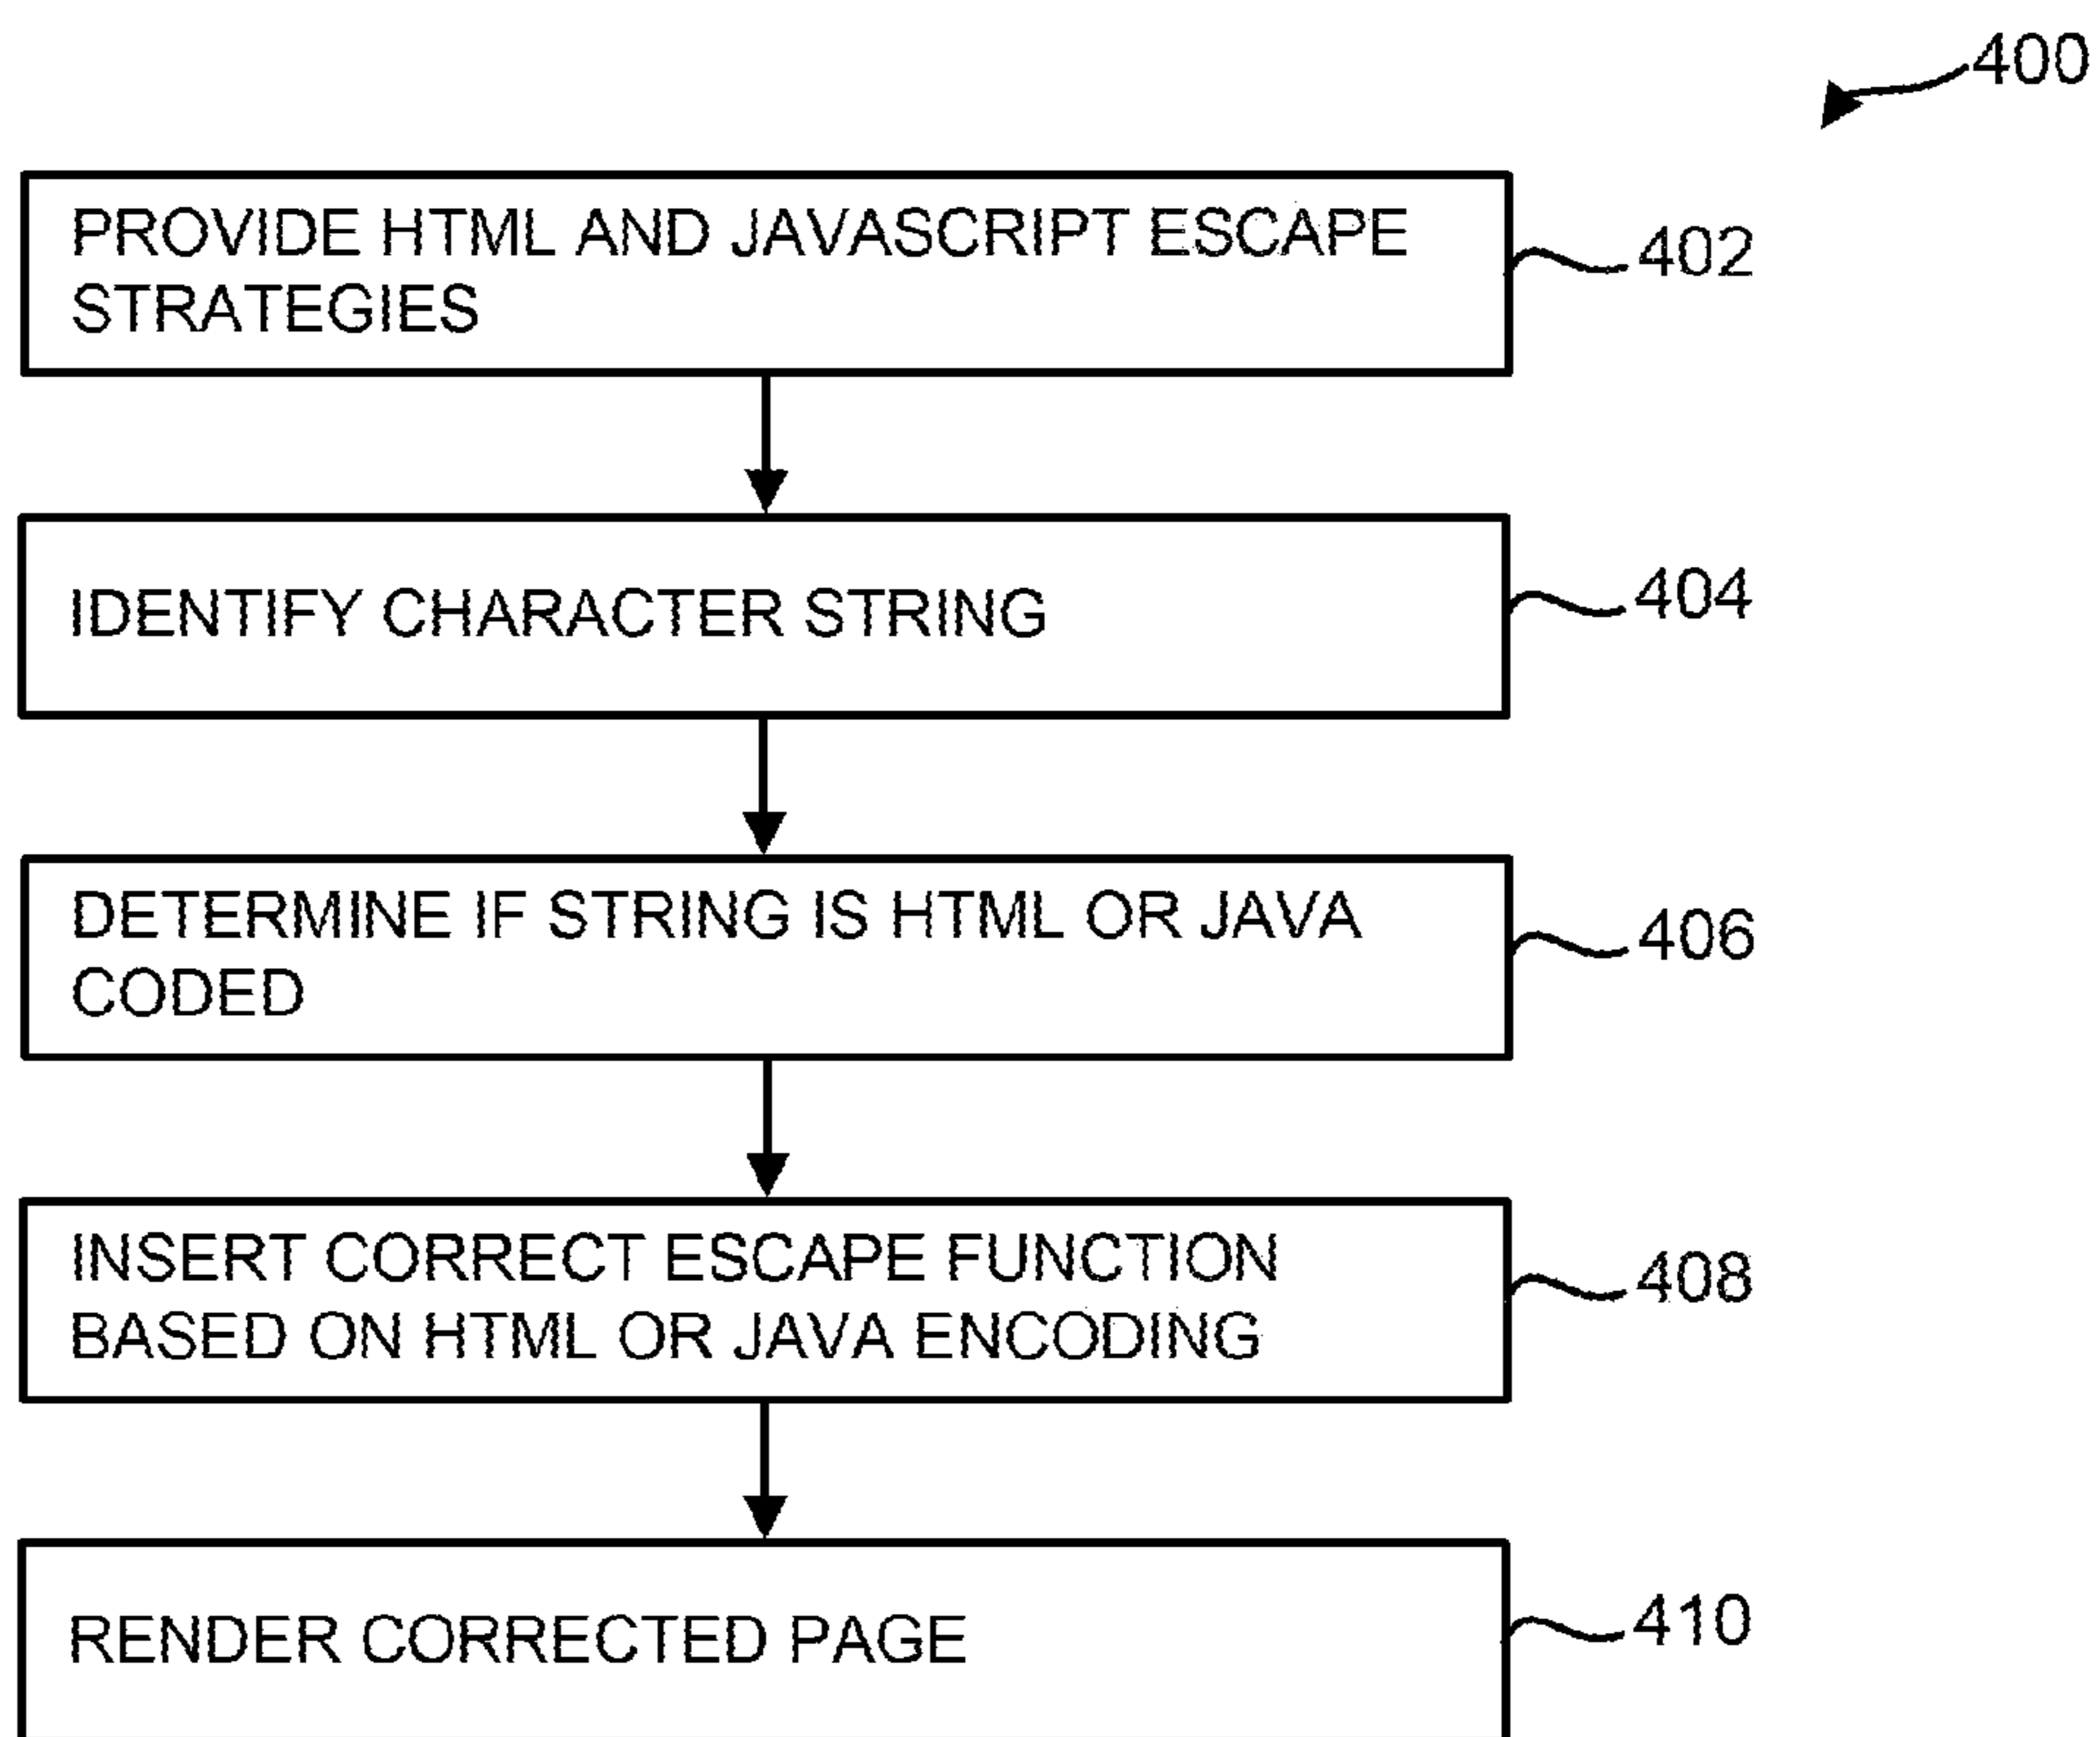 400
PROVIDE HTML AND JAVASCRIPT ESCAPE
STRATEGIES
402
IDENTIFY CHARACTER STRING
404
DETERMINE IF STRING IS HTML OR JAVA
CODED
406
INSERT CORRECT ESCAPE FUNCTION
BASED ON HTML OR JAVA ENCODING
408
RENDER CORRECTED PAGE
410